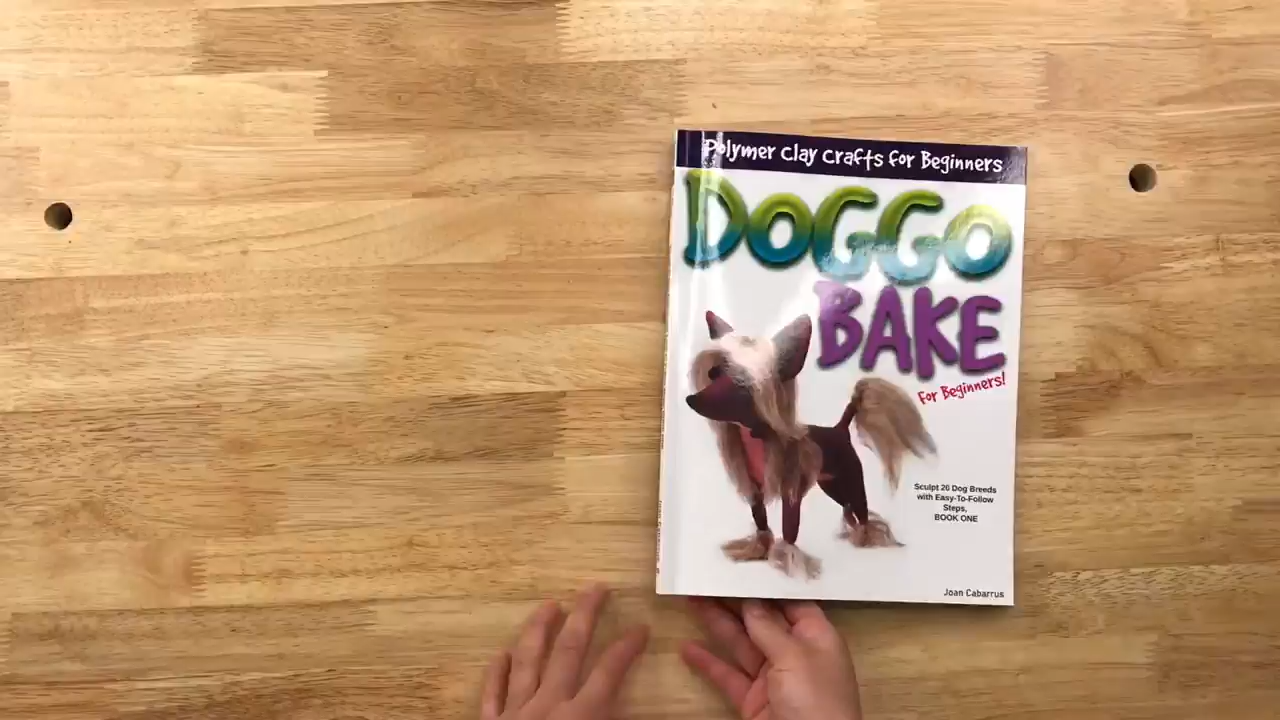 Polymer Clay Crafts for Beginners
DOGGO
BAKE
For Beginners!
Sculpt 20 Dog Breeds
with Easy-To-Follow
Steps,
BOOK ONE
Joan Cabarrus